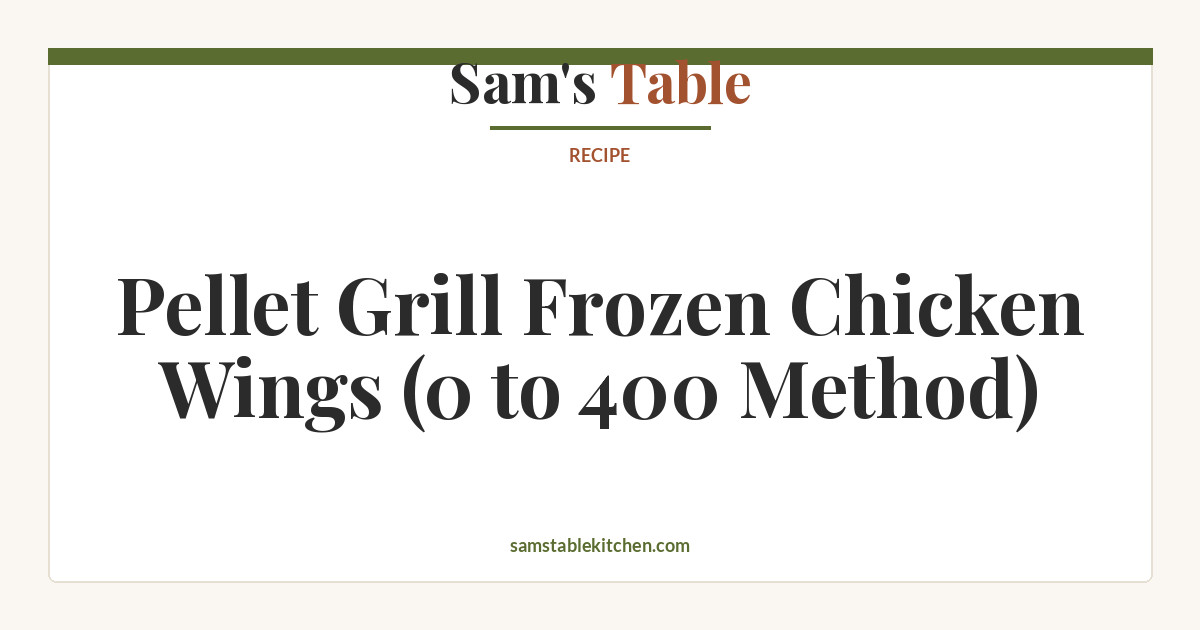 Sam's Table
RECIPE
Pellet Grill Frozen Chicken
Wings (0 to 400 Method)
samstablekitchen.com